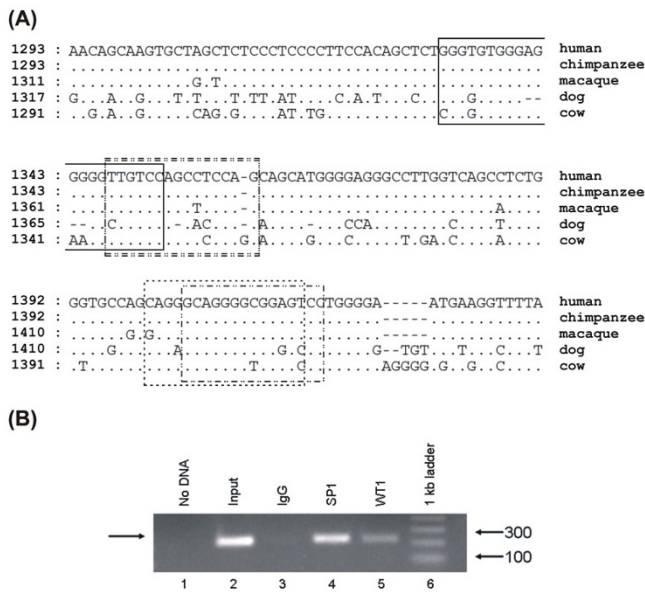 (A)
1293 : AACAGCAAGTGCTAGCTCTCCCTCCCCTTCCACAGCTCTGGGTGTGGGAG human
1293 : .................................................. chimpanzee
1311 : .............G.T.................................. macaque
1317 : G...A..G...T.T...T.TT.AT....C.A.T...C.....G.....-- dog
1291 : ..G.A..G.....CAG.G....AT.TG............C..G....... cow
1343 : GGGGTTGTCCAGCCTCCA-GCAGCATGGGGAGGGCCTTGGTCAGCCTCTG human
1343 : ..................-............................... chimpanzee
1361 : .............T....-..........................A.... macaque
1365 : --..C......-.AC...-.A....-...CCA........C....T.... dog
1341 : AA............C...G.A....G..C......T.GA.C....A.... cow
1392 : GGTGCCAGCAGGGCAGGGGCGGAGTCCTGGGGA-----ATGAAGGTTTTA human
1392 : .................................-----............ chimpanzee
1410 : ......G.G........................-----............ macaque
1410 : ....G......A..........G.C.......G--TGT...T..T..C..T dog
1391 : .T.................T....C........AGGGG.G..G..C.... cow
(B)
No DNA
Input
IgG
SP1
WT1
1 kb ladder
300
100
1 2 3 4 5 6